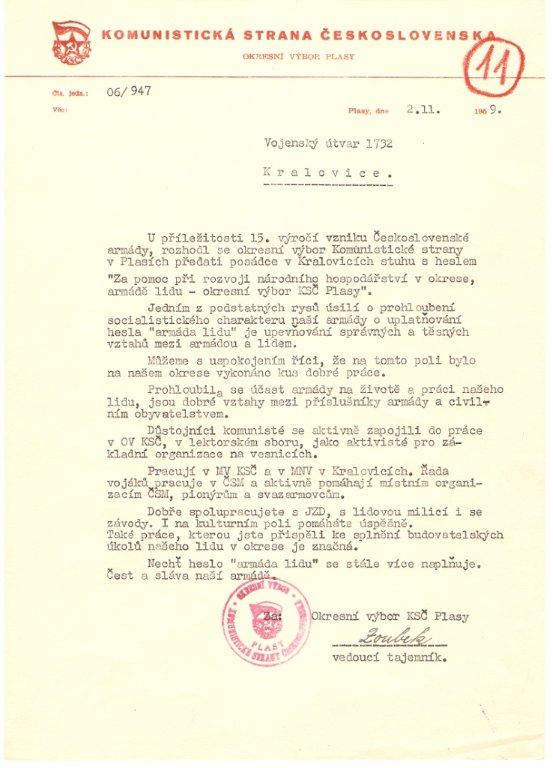 KOMUNISTICKÁ STRANA ČESKOSLOVENSKA
OKRESNÍ VÝBOR PLASY
11
Čís. jedn.: 06/947
Věc:
Plasy, dne 2.11. 1969.
Vojenský útvar 1732
Kralovice.
U příležitosti 15. výročí vzniku Československé
armády, rozhodl se okresní výbor Komunistické strany
v Plasích předati posádce v Kralovicích stuhu s heslem
"Za pomoc při rozvoji národního hospodářství v okrese,
armádě lidu - okresní výbor KSČ Plasy".
Jedním z podstatných rysů úsilí o prohloubení
socialistického charakteru naší armády o uplatňování
hesla "armáda lidu" je upevňování správných a těsných
vztahů mezi armádou a lidem.
Můžeme s uspokojením říci, že na tomto poli bylo
na našem okrese vykonáno kus dobré práce.
Prohloubila se účast armády na životě a práci našeho
lidu, jsou dobré vztahy mezi příslušníky armády a civil-
ním obyvatelstvem.
Důstojníci komunisté se aktivně zapojili do práce
v OV KSČ, v lektorském sboru, jako aktivisté pro zá-
kladní organizace na vesnicích.
Pracují v MV KSČ a v MNV v Kralovicích. Řada
vojáků pracuje v ČSM a aktivně pomáhají místním organi-
zacím ČSM, pionýrům a svazarmovcům.
Dobře spolupracujete s JZD, s lidovou milicí i se
závody. I na kulturním poli pomáháte úspěšně.
Také práce, kterou jste přispěli ke splnění budovatelských
úkolů našeho lidu v okrese je značná.
Nechť heslo "armáda lidu" se stále více naplňuje.
Čest a sláva naší armádě.
Za: Okresní výbor KSČ Plasy
Zoubek
vedoucí tajemník.
OKRESNÍ VÝBOR
KOMUNISTICKÉ STRANY ČESKOSLOVENSKA
PLASY